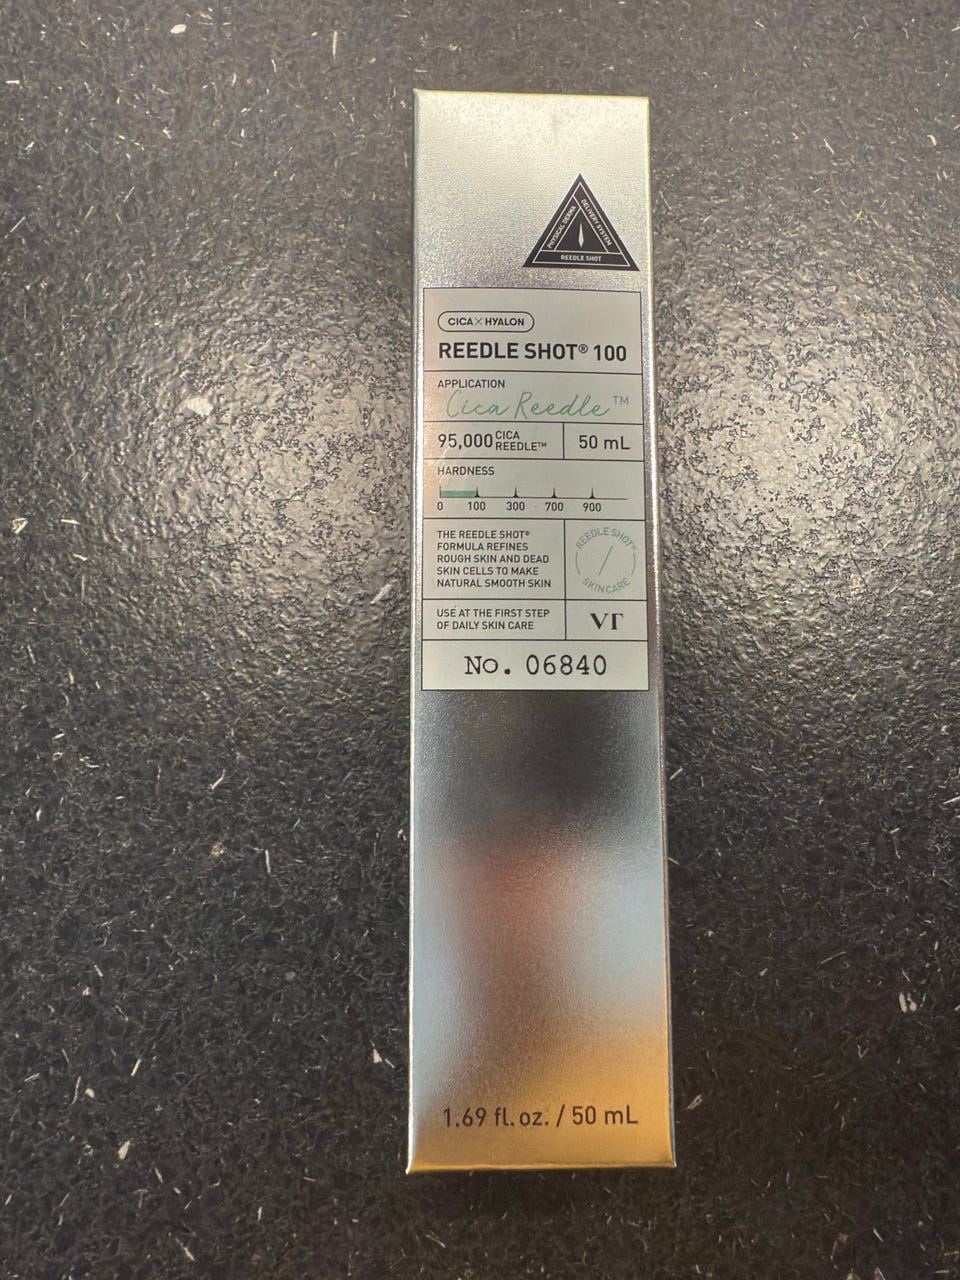 PHYSICAL DERMA
DELIVERY SYSTEM
REEDLE SHOT
CICA×HYALON
REEDLE SHOT® 100
APPLICATION
Cica Reedle™
95,000 CICA
REEDLE™
50 mL
HARDNESS
0 100 300 700 900
THE REEDLE SHOT®
FORMULA REFINES
ROUGH SKIN AND DEAD
SKIN CELLS TO MAKE
NATURAL SMOOTH SKIN
REEDLE SHOT®
SKINCARE
USE AT THE FIRST STEP
OF DAILY SKIN CARE
VT
No. 06840
1.69 fl. oz. / 50 mL